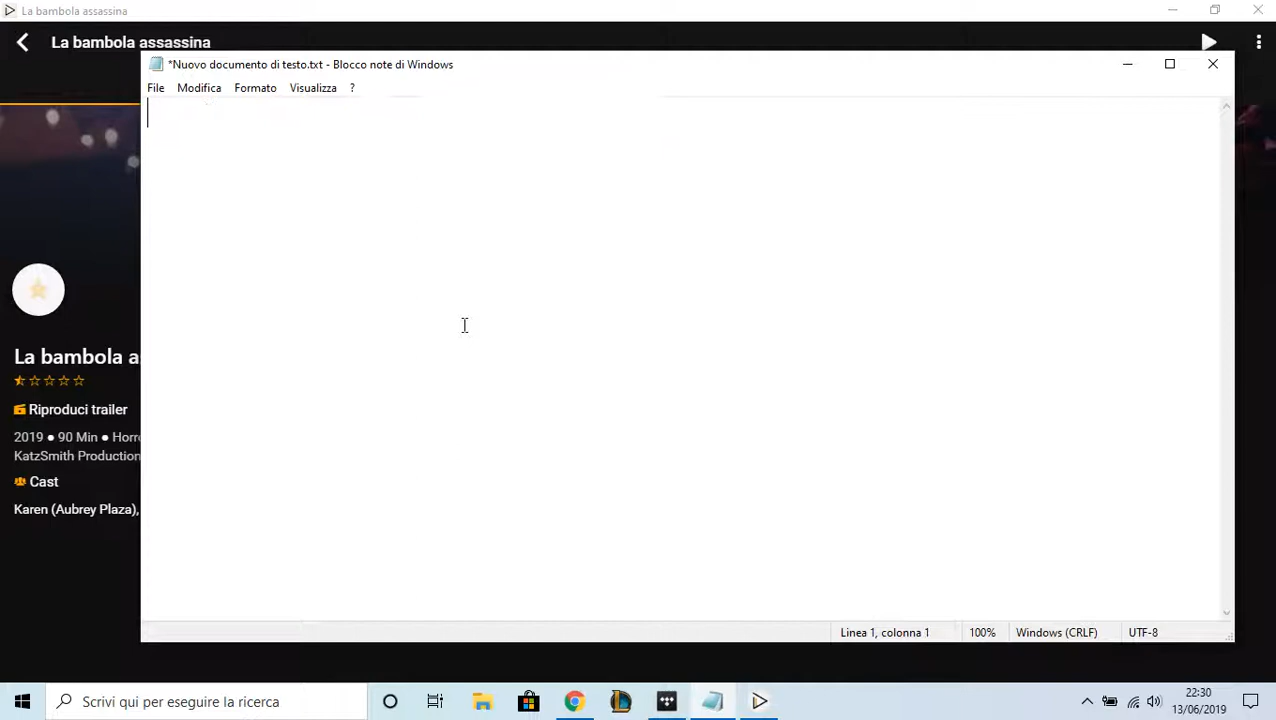 La bambola assassina
La bambola assassina
*Nuovo documento di testo.txt - Blocco note di Windows
File Modifica Formato Visualizza ?
La bambola as
Riproduci trailer
2019 ● 90 Min ● Horro
KatzSmith Production
Cast
Karen (Aubrey Plaza),
Linea 1, colonna 1 100% Windows (CRLF) UTF-8
Scrivi qui per eseguire la ricerca
22:30
13/06/2019